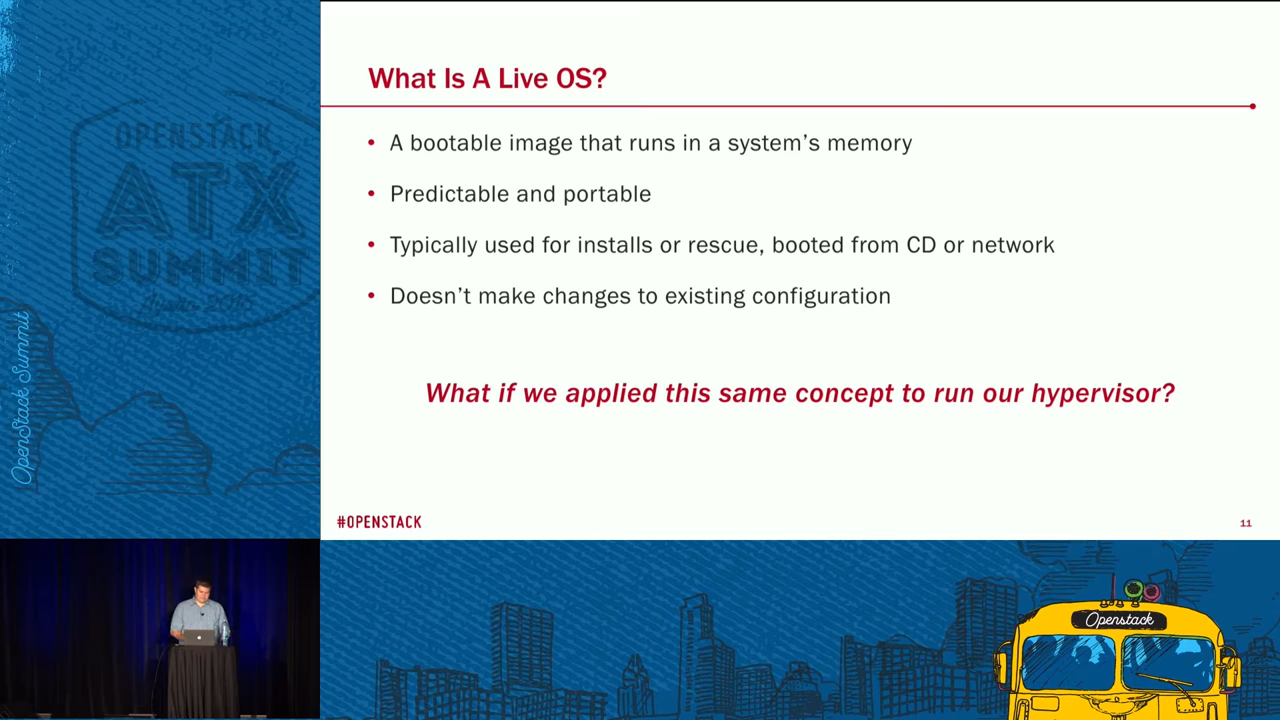 What Is A Live OS?
• A bootable image that runs in a system’s memory
• Predictable and portable
• Typically used for installs or rescue, booted from CD or network
• Doesn’t make changes to existing configuration
What if we applied this same concept to run our hypervisor?
#OPENSTACK
11
OPENSTACK
ATX
SUMMIT
Austin 2016
OpenStack Summit
Openstack